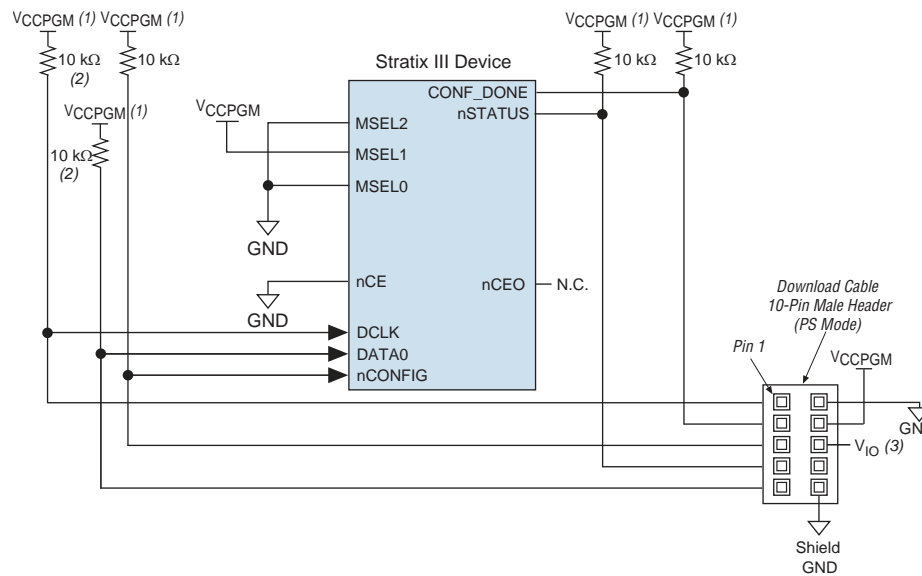 VCCPGM (1)
VCCPGM (1)
10 kΩ
(2)
10 kΩ
VCCPGM (1)
10 kΩ
(2)
VCCPGM
GND
GND
Stratix III Device
CONF_DONE
nSTATUS
MSEL2
MSEL1
MSEL0
nCE
nCEO
N.C.
DCLK
DATA0
nCONFIG
VCCPGM (1)
VCCPGM (1)
10 kΩ
10 kΩ
Download Cable
10-Pin Male Header
(PS Mode)
Pin 1
VCCPGM
GN
VIO (3)
Shield
GND